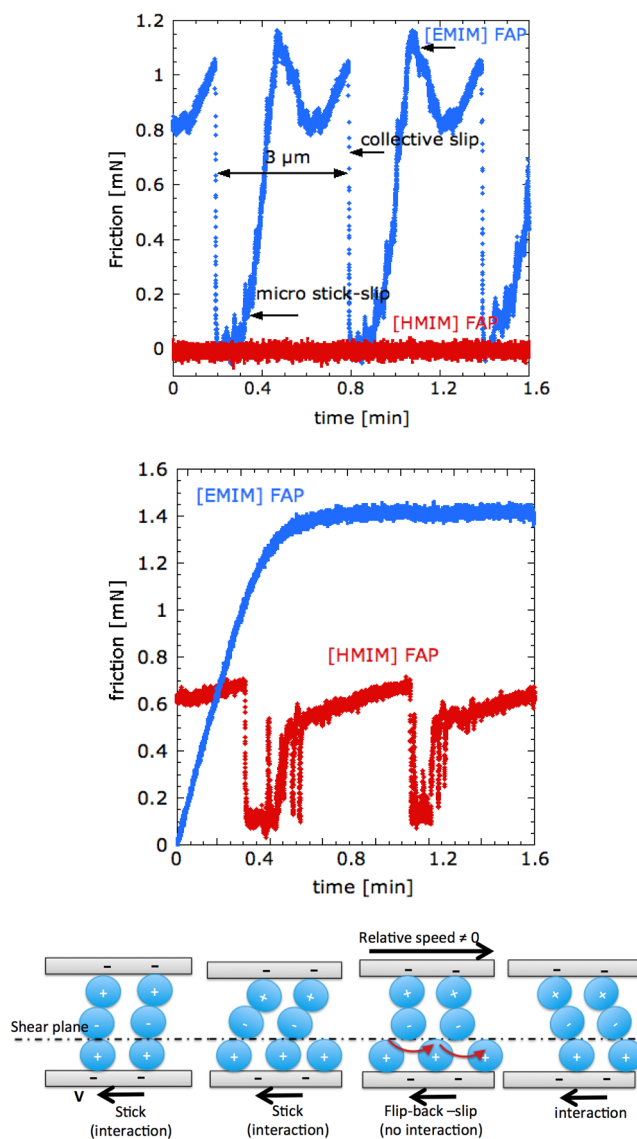 1.2
1
0.8
0.6
0.4
0.2
0
Friction [mN]
[EMIM] FAP
collective slip
3 µm
micro stick-slip
[HMIM] FAP
0 0.4 0.8 1.2 1.6
time [min]
1.6
1.4
1.2
1
0.8
0.6
0.4
0.2
0
friction [mN]
[EMIM] FAP
[HMIM] FAP
0 0.4 0.8 1.2 1.6
time [min]
Relative speed ≠ 0
- - - - - - - -
+ + + + + + + +
- - - - - - - -
Shear plane
+ + + + + + + + + +
- - - - - - - -
V
Stick
(interaction)
Stick
(interaction)
Flip-back –slip
(no interaction)
interaction